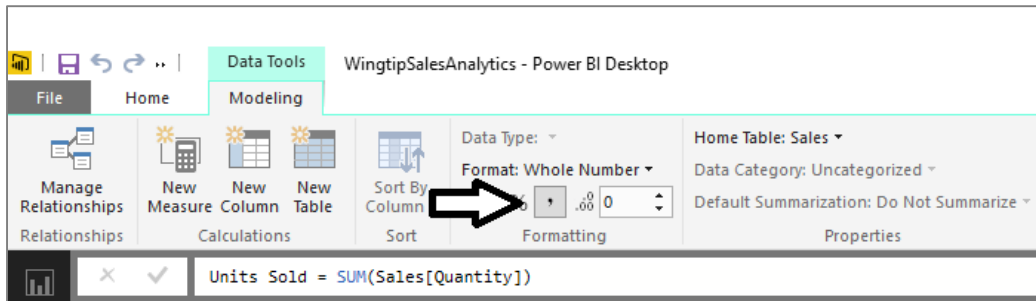 Data Tools
WingtipSalesAnalytics - Power BI Desktop
File Home Modeling
Manage Relationships
New Measure
New Column
New Table
Sort By Column
Data Type:
Format: Whole Number
% , .00 0
Home Table: Sales
Data Category: Uncategorized
Default Summarization: Do Not Summarize
Relationships Calculations Sort Formatting Properties
Units Sold = SUM(Sales[Quantity])